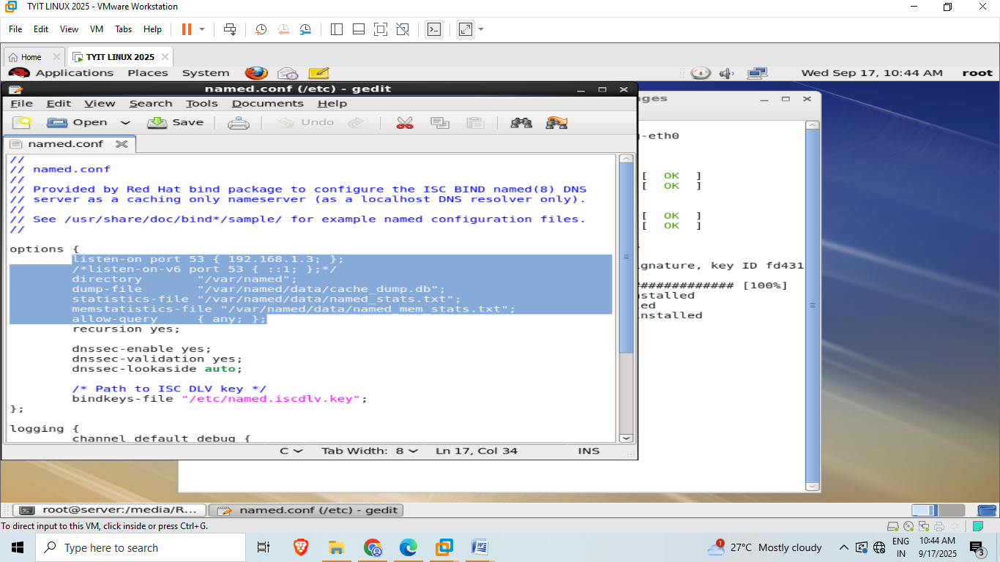 TYIT LINUX 2025 - VMware Workstation
File Edit View VM Tabs Help
Home TYIT LINUX 2025
Applications Places System Wed Sep 17, 10:44 AM root
named.conf (/etc) - gedit
File Edit View Search Tools Documents Help
Open Save Undo
named.conf
//
// named.conf
//
// Provided by Red Hat bind package to configure the ISC BIND named(8) DNS
// server as a caching only nameserver (as a localhost DNS resolver only).
//
// See /usr/share/doc/bind*/sample/ for example named configuration files.
//
options {
listen-on port 53 { 192.168.1.3; };
/*listen-on-v6 port 53 { ::1; };*/
directory "/var/named";
dump-file "/var/named/data/cache_dump.db";
statistics-file "/var/named/data/named_stats.txt";
memstatistics-file "/var/named/data/named_mem_stats.txt";
allow-query { any; };
recursion yes;
dnssec-enable yes;
dnssec-validation yes;
dnssec-lookaside auto;
/* Path to ISC DLV key */
bindkeys-file "/etc/named.iscdlv.key";
};
logging {
channel default_debug {
C Tab Width: 8 Ln 17, Col 34 INS
-eth0
[ OK ]
[ OK ]
[ OK ]
[ OK ]
ignature, key ID fd431
############ [100%]
nstalled
ed
installed
root@server:/media/R... named.conf (/etc) - gedit
To direct input to this VM, click inside or press Ctrl+G.
Type here to search
1
27°C Mostly cloudy
ENG
IN
10:44 AM
9/17/2025
3